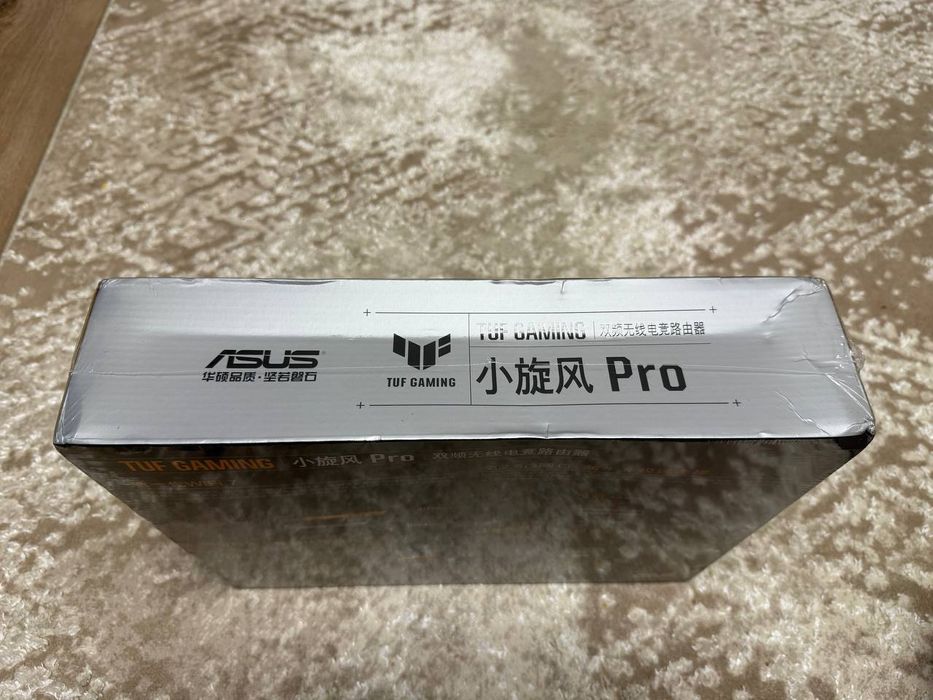 ASUS
华硕品质·坚若磐石
TUF GAMING
TUF GAMING | 双频无线电竞路由器
小旋风 Pro
TUF GAMING 小旋风 Pro 双频无线电竞路由器